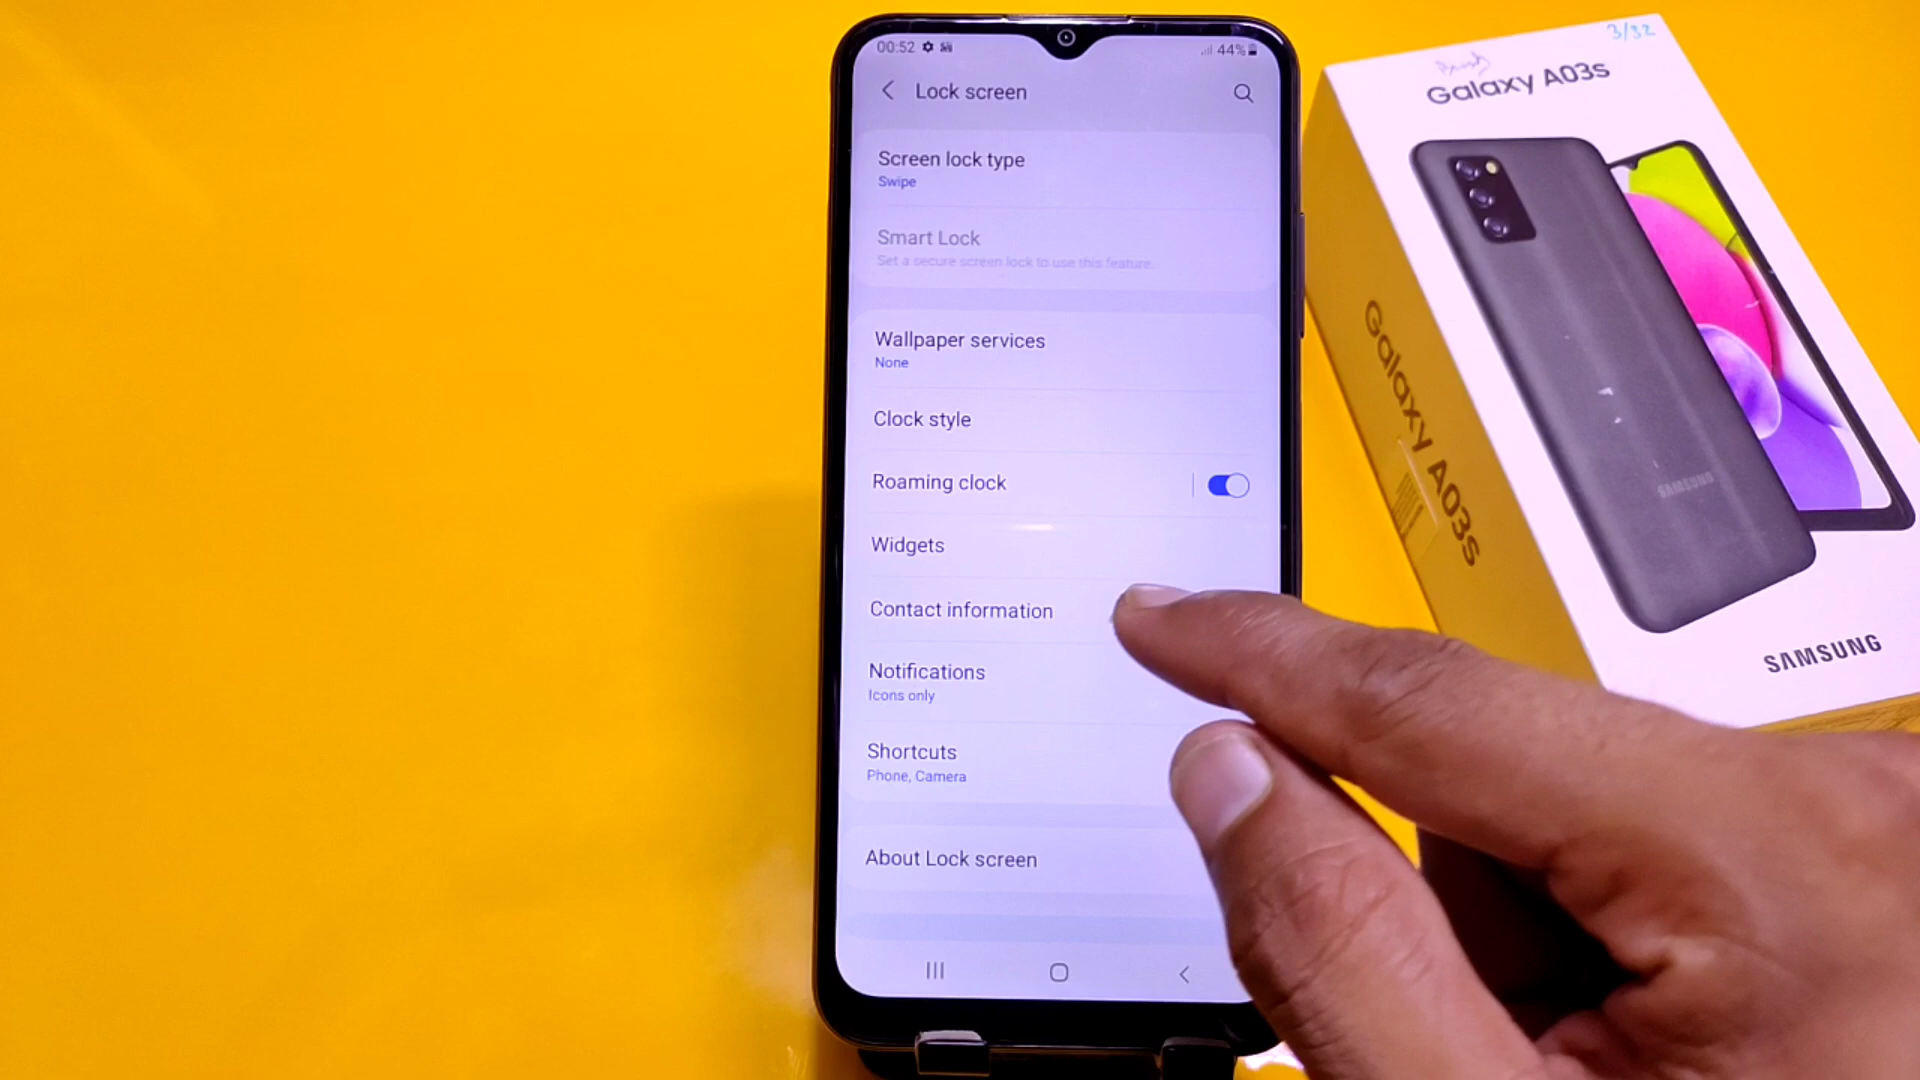 00:52
44%
Lock screen
Screen lock type
Swipe
Smart Lock
Set a secure screen lock to use this feature.
Wallpaper services
None
Clock style
Roaming clock
Widgets
Contact information
Notifications
Icons only
Shortcuts
Phone, Camera
About Lock screen
3/32
Galaxy A03s
SAMSUNG
Galaxy A03s
SAMSUNG